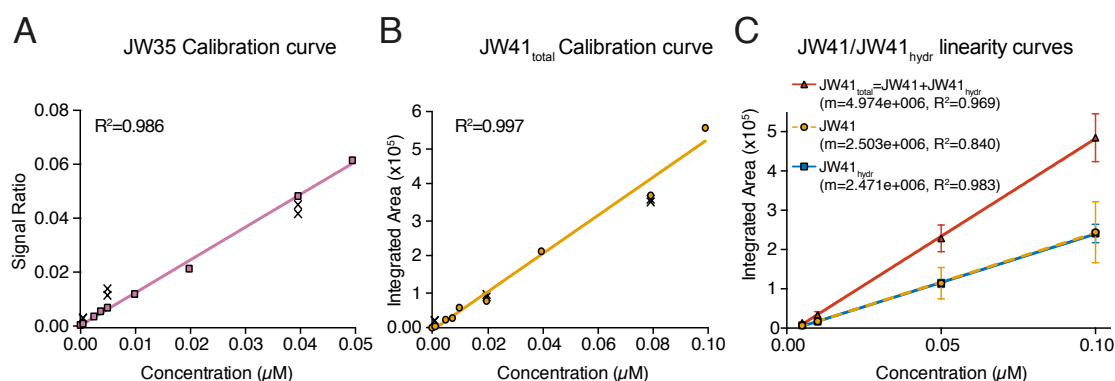 A
JW35 Calibration curve
R²=0.986
Signal Ratio
0.08
0.06
0.04
0.02
0.00
0.00 0.01 0.02 0.03 0.04 0.05
Concentration (µM)
B
JW41total Calibration curve
R²=0.997
Integrated Area (x10⁵)
6
5
4
3
2
1
0.00
0.00 0.02 0.04 0.06 0.08 0.10
Concentration (µM)
C
JW41/JW41hydr linearity curves
JW41total=JW41+JW41hydr
(m=4.974e+006, R²=0.969)
JW41
(m=2.503e+006, R²=0.840)
JW41hydr
(m=2.471e+006, R²=0.983)
Integrated Area (x10⁵)
5
4
3
2
1
0
0.00 0.05 0.10
Concentration (µM)